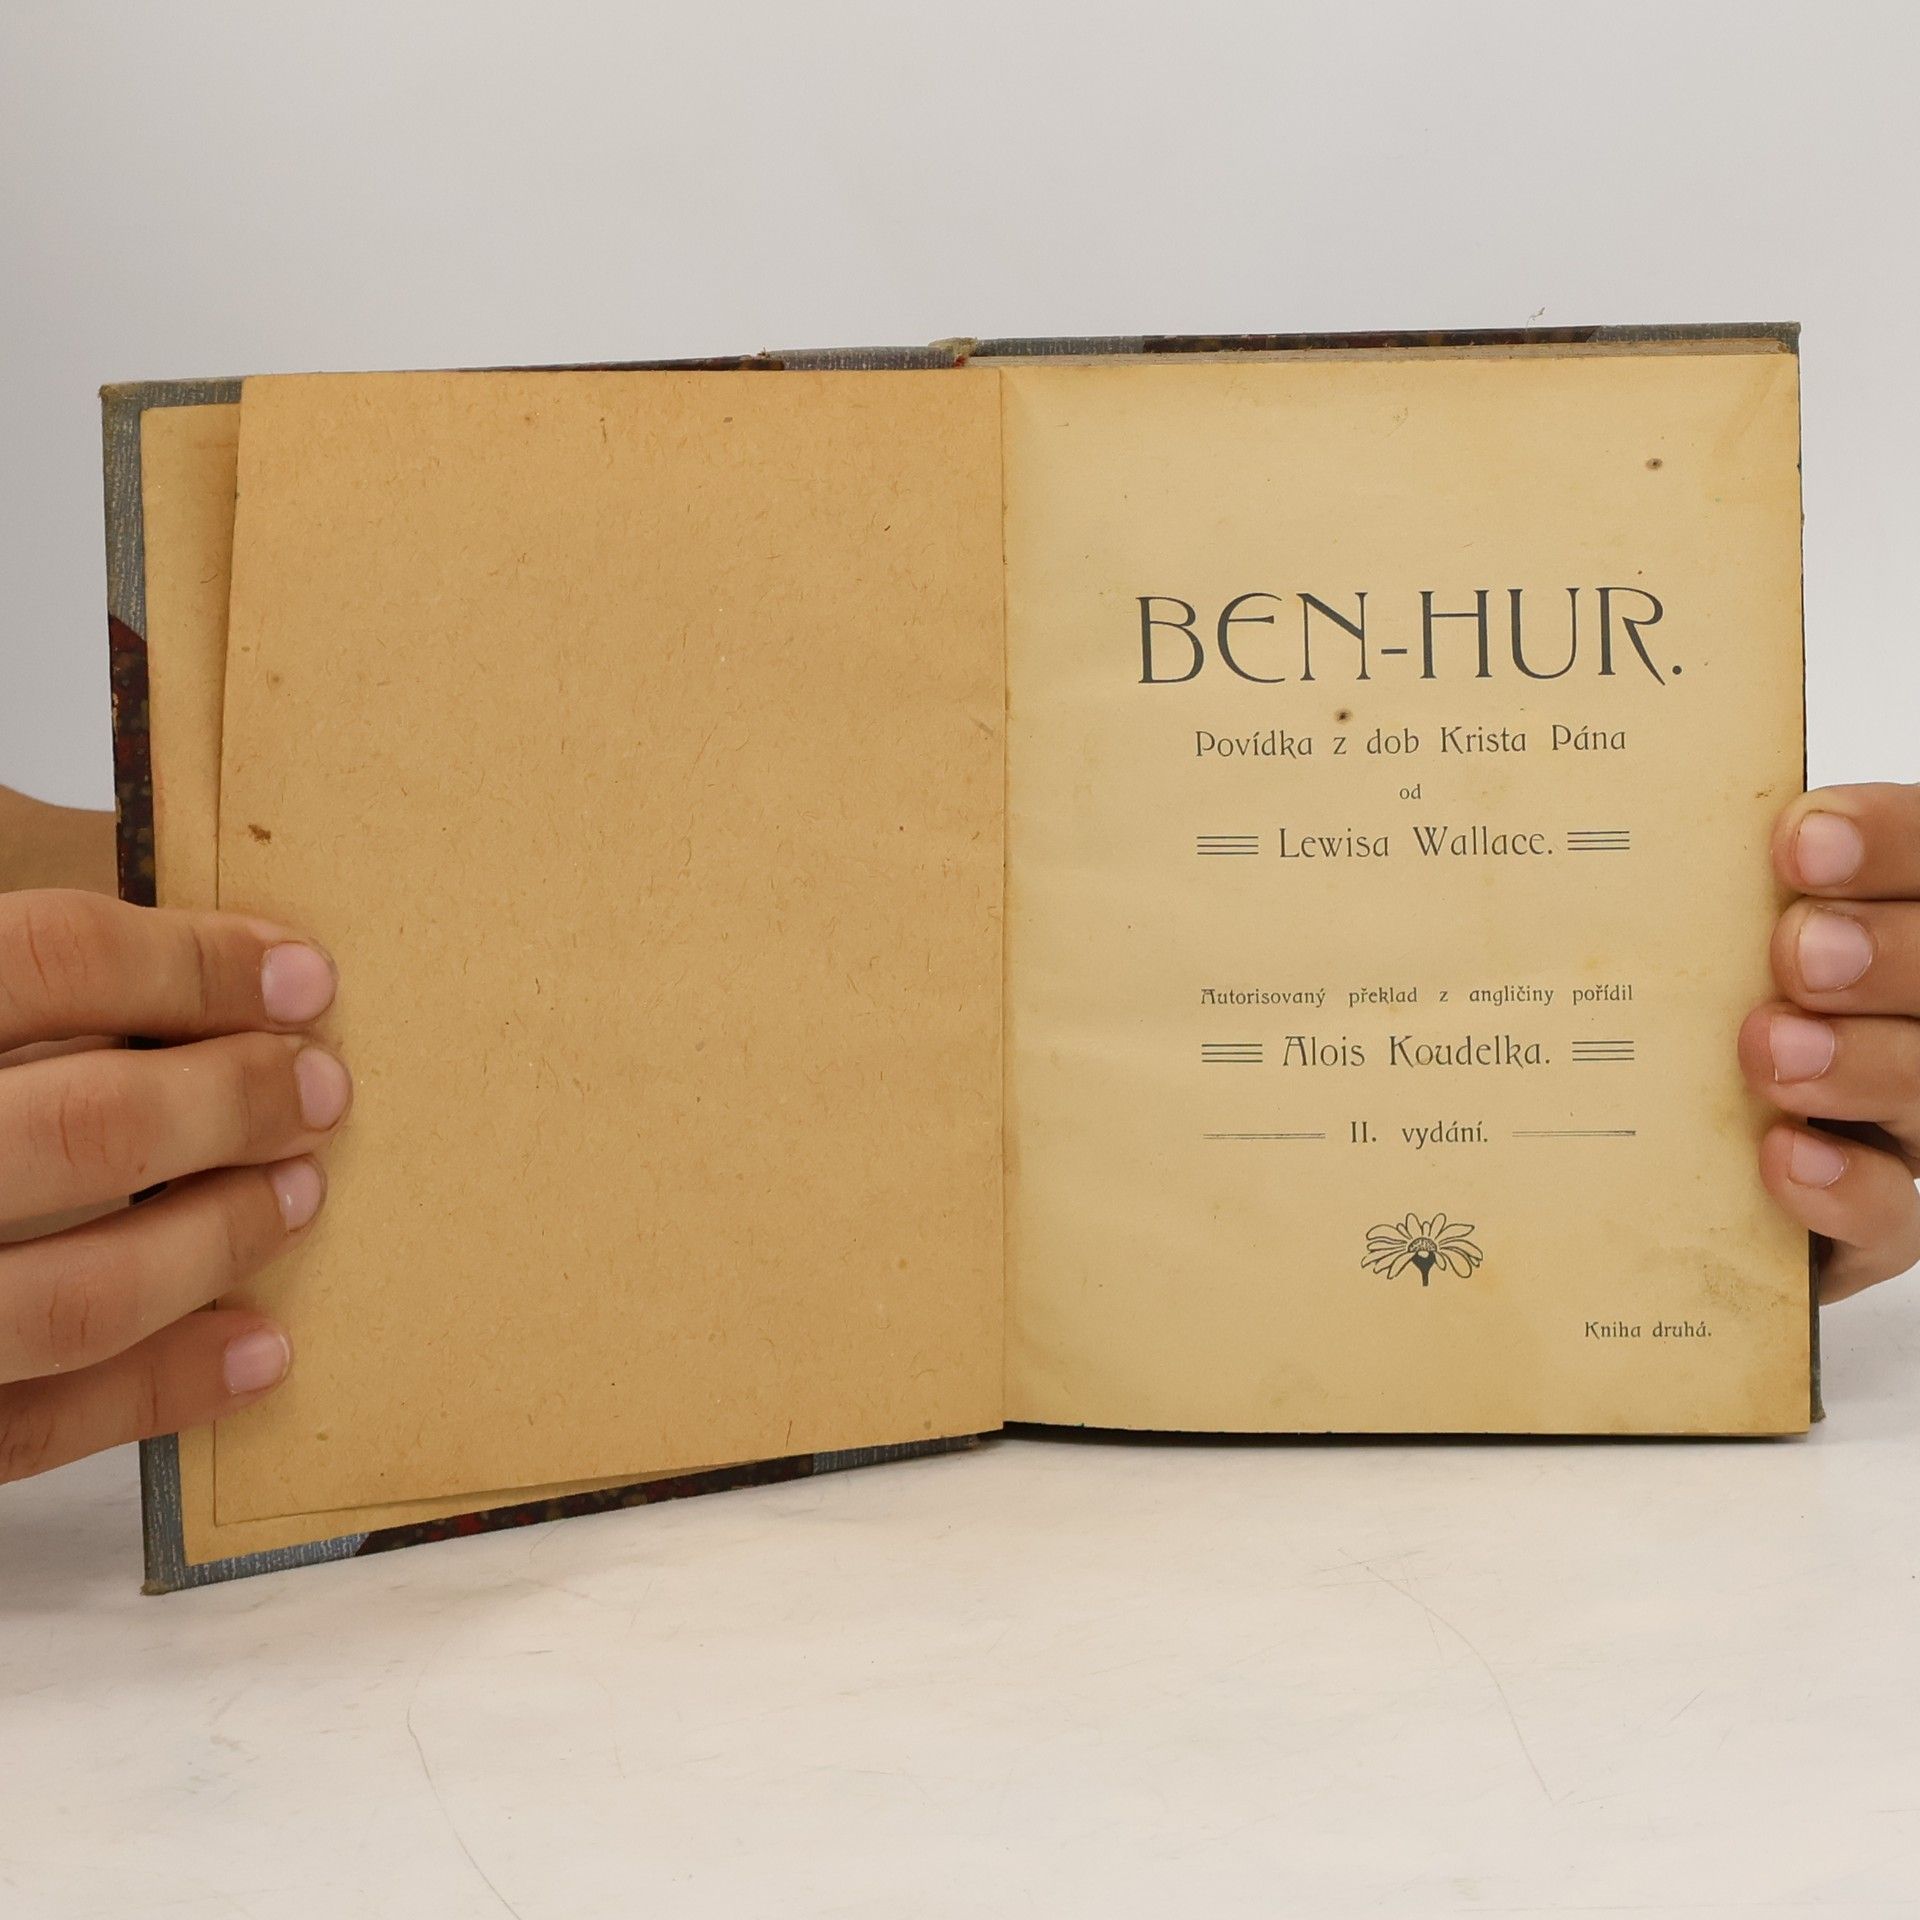 BEN-HUR.
Povídka z dob Krista Pána
od
Lewisa Wallace.
Autorisovaný překlad z angličiny pořídil
Alois Koudelka.
II. vydání.
Kniha druhá.